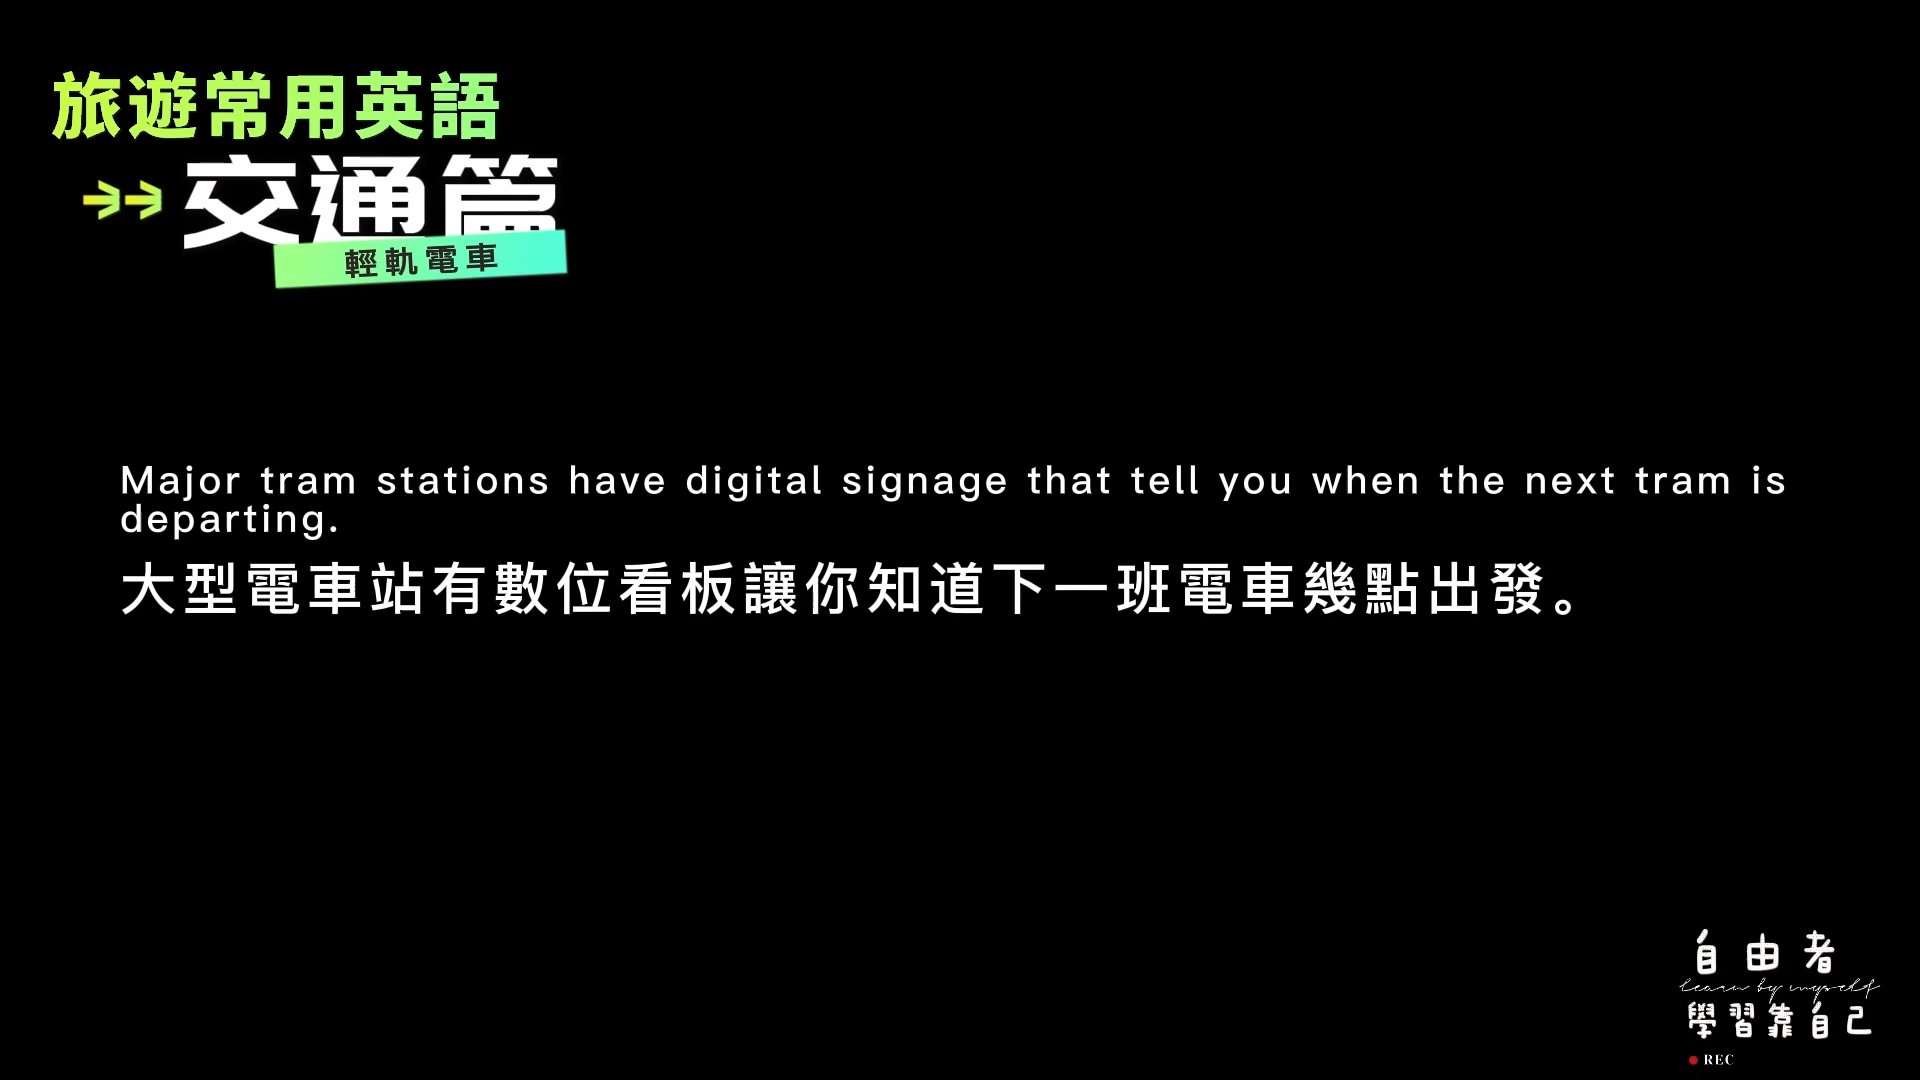 旅遊常用英語
交通篇
輕軌電車
Major tram stations have digital signage that tell you when the next tram is
departing.
大型電車站有數位看板讓你知道下一班電車幾點出發。
自由者
learn by myself
學習靠自己
REC